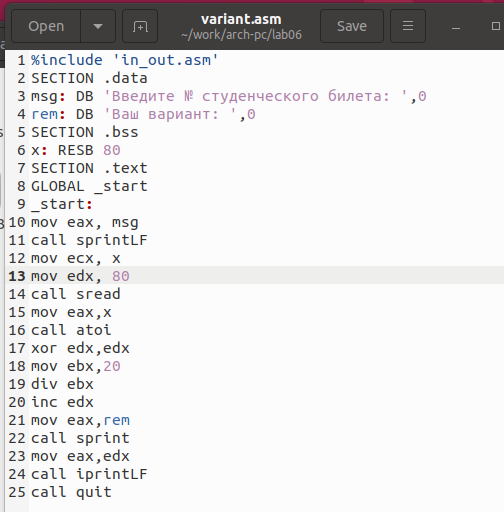 Open
variant.asm
~/work/arch-pc/lab06
Save
1 %include 'in_out.asm'
2 SECTION .data
3 msg: DB 'Введите № студенческого билета: ',0
4 rem: DB 'Ваш вариант: ',0
5 SECTION .bss
6 x: RESB 80
7 SECTION .text
8 GLOBAL _start
9 _start:
10 mov eax, msg
11 call sprintLF
12 mov ecx, x
13 mov edx, 80
14 call sread
15 mov eax,x
16 call atoi
17 xor edx,edx
18 mov ebx,20
19 div ebx
20 inc edx
21 mov eax,rem
22 call sprint
23 mov eax,edx
24 call iprintLF
25 call quit